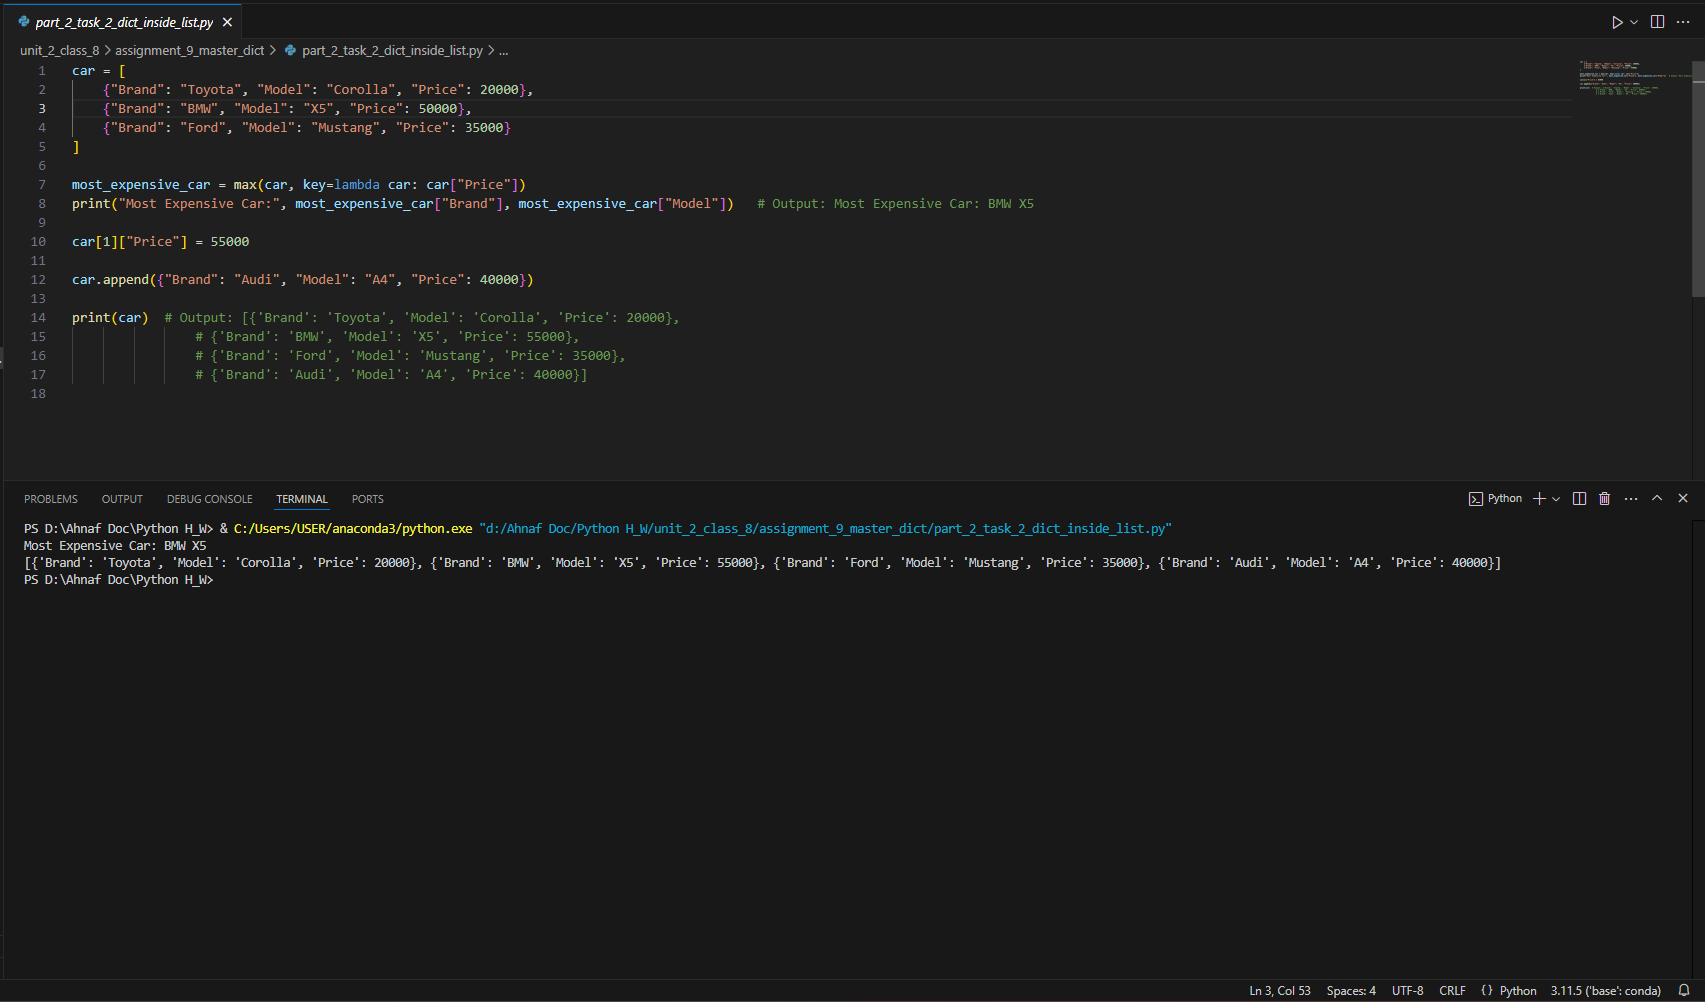 part_2_task_2_dict_inside_list.py
unit_2_class_8 > assignment_9_master_dict > part_2_task_2_dict_inside_list.py > ...
1 car = [
2     {"Brand": "Toyota", "Model": "Corolla", "Price": 20000},
3     {"Brand": "BMW", "Model": "X5", "Price": 50000},
4     {"Brand": "Ford", "Model": "Mustang", "Price": 35000}
5 ]
6
7 most_expensive_car = max(car, key=lambda car: car["Price"])
8 print("Most Expensive Car:", most_expensive_car["Brand"], most_expensive_car["Model"])   # Output: Most Expensive Car: BMW X5
9
10 car[1]["Price"] = 55000
11
12 car.append({"Brand": "Audi", "Model": "A4", "Price": 40000})
13
14 print(car)  # Output: [{'Brand': 'Toyota', 'Model': 'Corolla', 'Price': 20000},
15                 # {'Brand': 'BMW', 'Model': 'X5', 'Price': 55000},
16                 # {'Brand': 'Ford', 'Model': 'Mustang', 'Price': 35000},
17                 # {'Brand': 'Audi', 'Model': 'A4', 'Price': 40000}]
18
PROBLEMS OUTPUT DEBUG CONSOLE TERMINAL PORTS Python
PS D:\Ahnaf Doc\Python H_W> & C:/Users/USER/anaconda3/python.exe "d:/Ahnaf Doc/Python H_W/unit_2_class_8/assignment_9_master_dict/part_2_task_2_dict_inside_list.py"
Most Expensive Car: BMW X5
[{'Brand': 'Toyota', 'Model': 'Corolla', 'Price': 20000}, {'Brand': 'BMW', 'Model': 'X5', 'Price': 55000}, {'Brand': 'Ford', 'Model': 'Mustang', 'Price': 35000}, {'Brand': 'Audi', 'Model': 'A4', 'Price': 40000}]
PS D:\Ahnaf Doc\Python H_W>
Ln 3, Col 53 Spaces: 4 UTF-8 CRLF {} Python 3.11.5 ('base': conda)